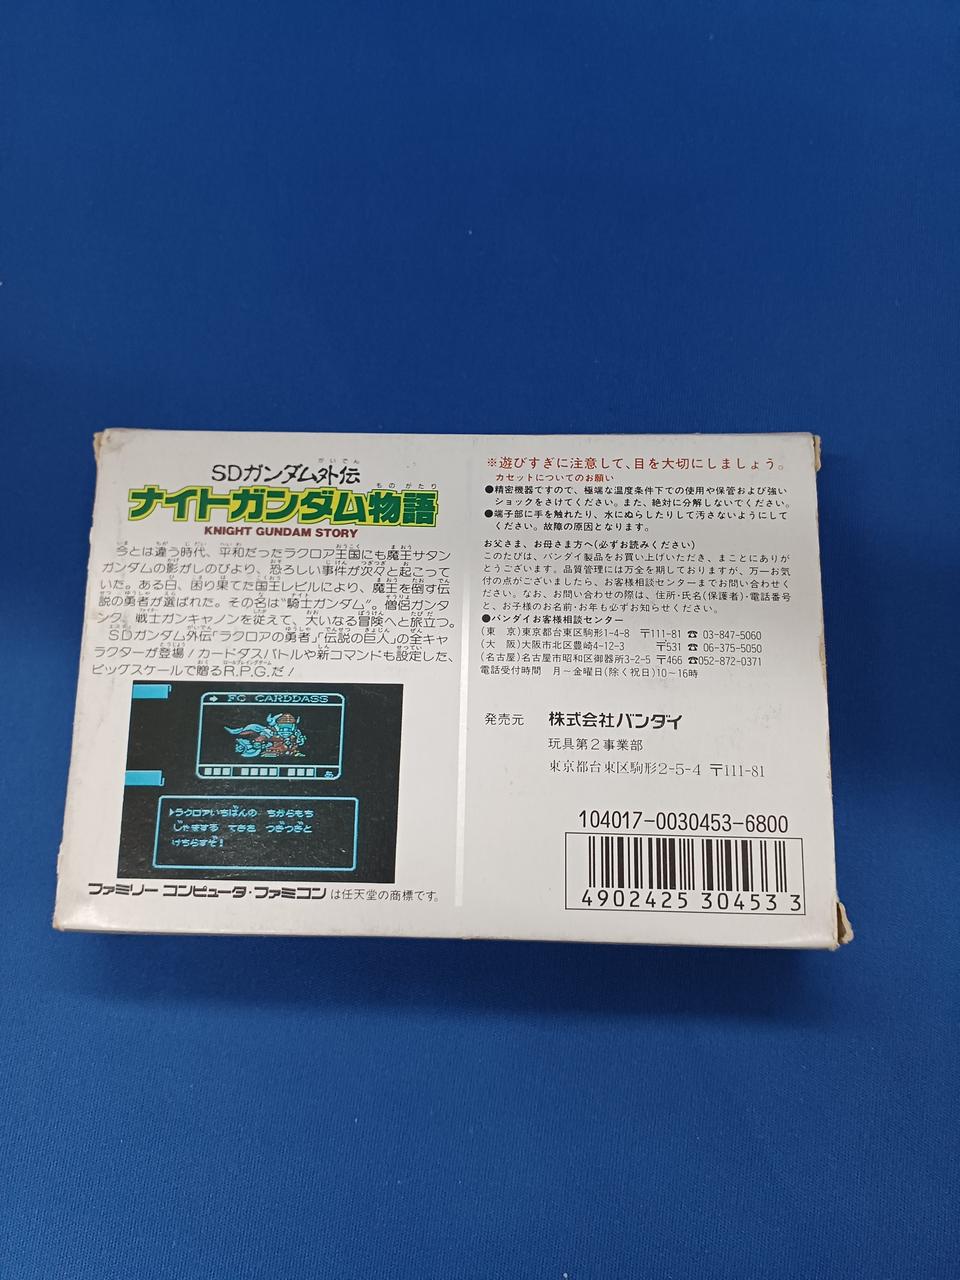 SDガンダム外伝
ナイトガンダム物語
KNIGHT GUNDAM STORY
今とは違う時代、平和だったラクロア王国にも魔王サタン
ガンダムの影がしのびより、恐ろしい事件が次々と起こって
いた。ある日、困り果てた国王レビルにより、魔王を倒す伝
説の勇者が選ばれた。その名は"騎士ガンダム"。僧侶ガンタ
ンク、戦士ガンキャノンを従えて、大いなる冒険へと旅立つ。
SDガンダム外伝「ラクロアの勇者」「伝説の巨人」の全キャ
ラクターが登場！カードダスバトルや新コマンドも設定した、
ビッグスケールで贈るR.P.G.だ！
FC CARDDASS
ラクロアいちばんの ちからもち
じゃまする てきを つぎつぎと
けちらすぞ！
ファミリーコンピュータ・ファミコンは任天堂の商標です。
※遊びすぎに注意して、目を大切にしましょう。
カセットについてのお願い
●精密機器ですので、極端な温度条件下での使用や保管および強い
ショックをさけてください。また、絶対に分解しないでください。
●端子部に手を触れたり、水にぬらしたりして汚さないようにして
ください。故障の原因となります。
お父さま、お母さま方へ(必ずお読みください)
このたびは、バンダイ製品をお買い上げいただき、まことにありが
とうございます。品質管理には万全を期しておりますが、万一お気
付の点がございましたら、お客様相談センターまでお問い合わせく
ださい。なお、お問い合わせの際は、住所・氏名(保護者)・電話番号
と、お子様のお名前・お年も必ずお知らせください。
●バンダイお客様相談センター
(東 京)東京都台東区駒形1-4-8 〒111-81 ☎03-847-5060
(大 阪)大阪市北区豊崎4-12-3 〒531 ☎06-375-5050
(名古屋)名古屋市昭和区御器所3-2-5 〒466 ☎052-872-0371
電話受付時間 月〜金曜日(除く祝日)10〜16時
発売元 株式会社バンダイ
玩具第2事業部
東京都台東区駒形2-5-4 〒111-81
104017-0030453-6800
4902425 30453 3